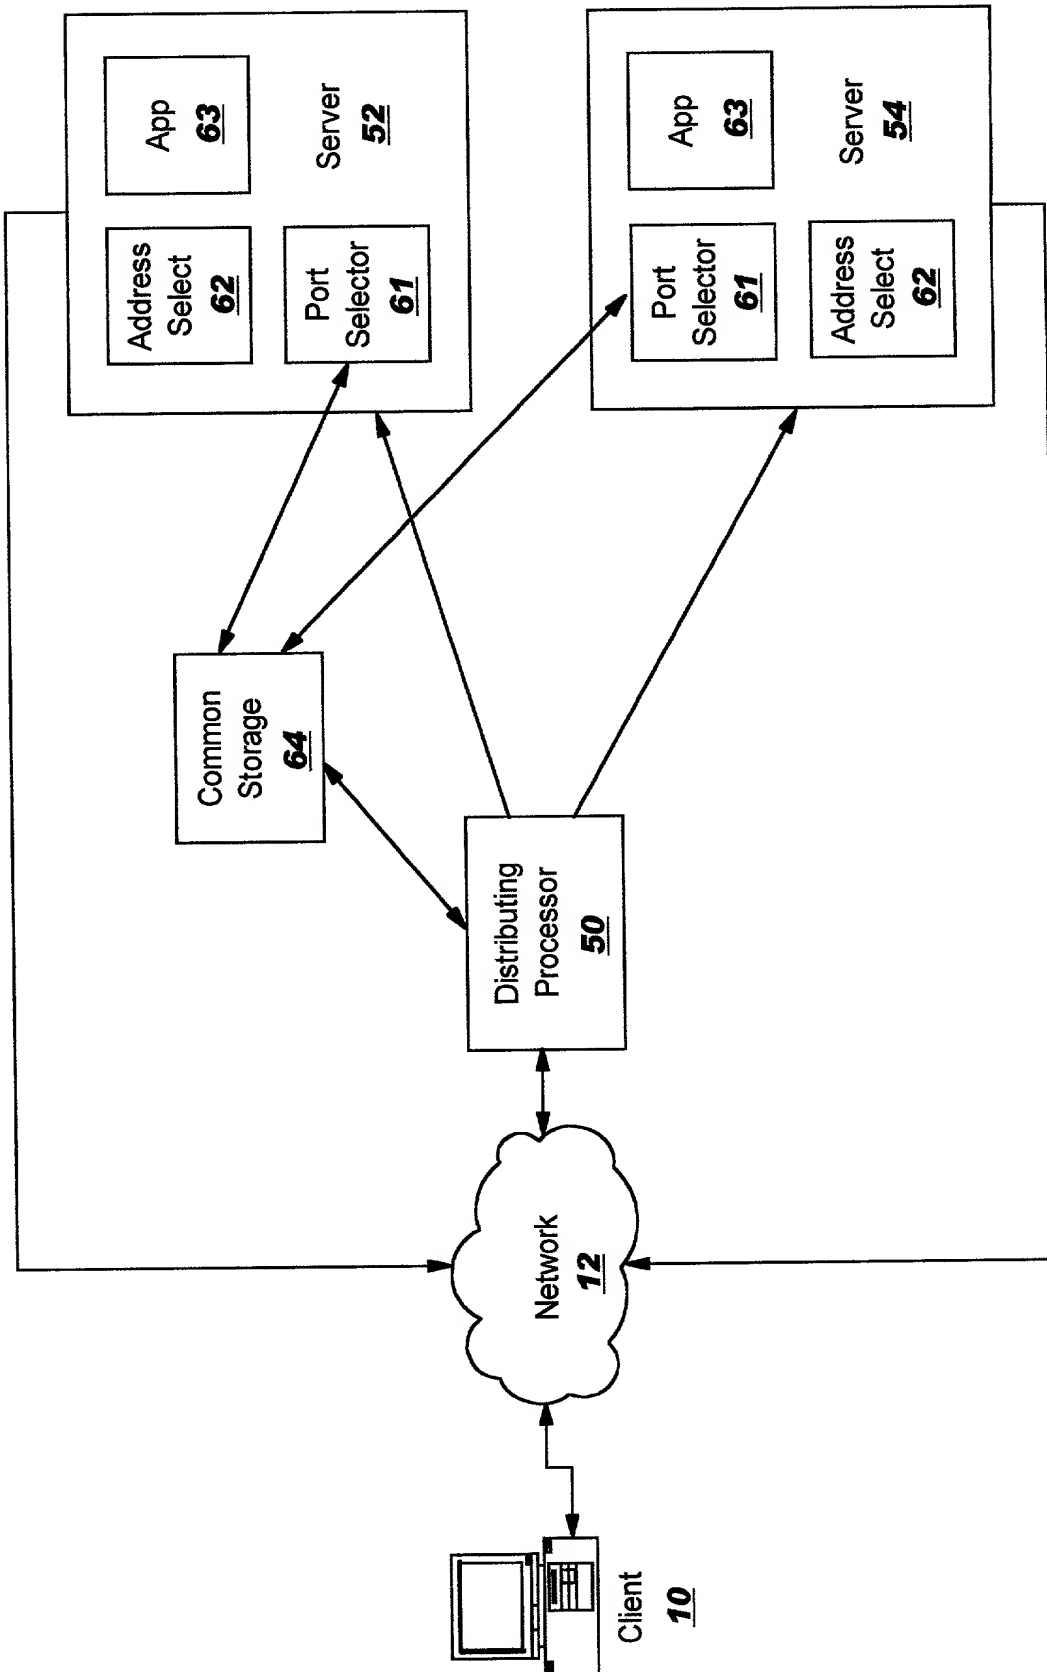 App
63
Server
52
Address
Select
62
Port
Selector
61
App
63
Server
54
Port
Selector
61
Address
Select
62
Common
Storage
64
Distributing
Processor
50
Network
12
Client
10